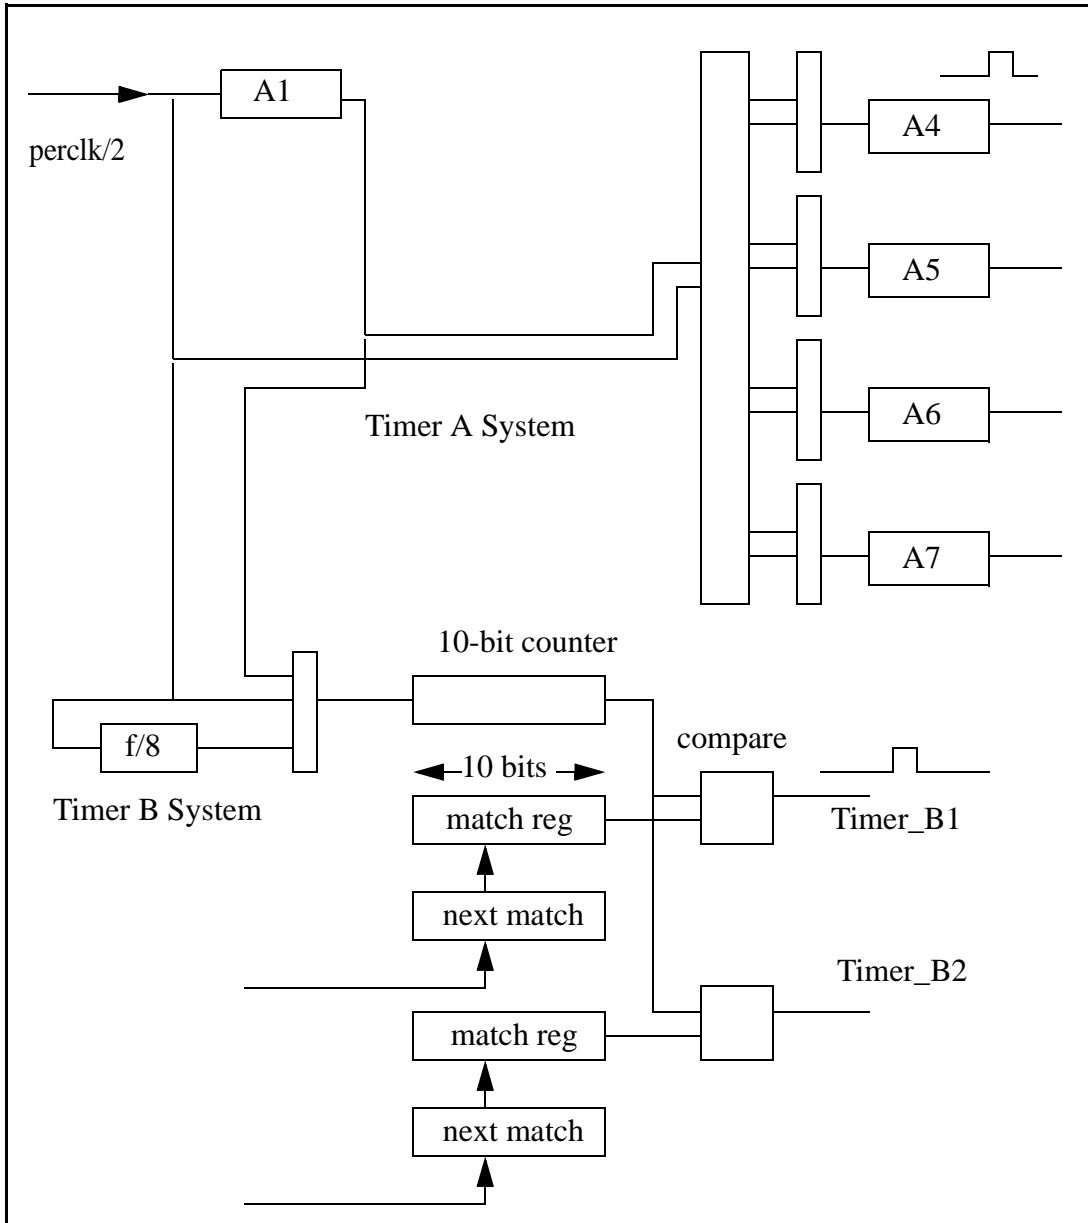 A1
perclk/2
A4
A5
A6
A7
Timer A System
10-bit counter
f/8
Timer B System
compare
10 bits
match reg
Timer_B1
next match
Timer_B2
match reg
next match